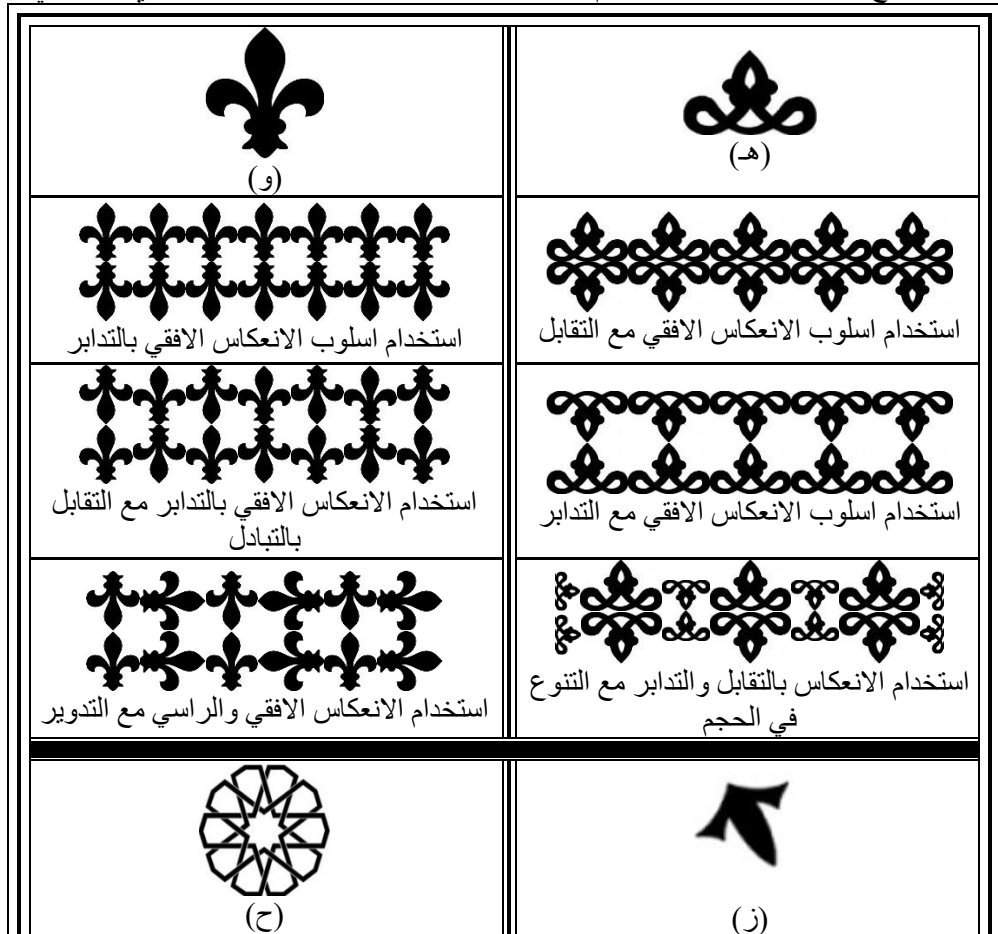 (هـ)
(و)
استخدام اسلوب الانعكاس الافقي مع التقابل
استخدام اسلوب الانعكاس الافقي بالتدابر
استخدام اسلوب الانعكاس الافقي مع التدابر
استخدام الانعكاس الافقي بالتدابر مع التقابل
بالتبادل
استخدام الانعكاس بالتقابل والتدابر مع التنوع
في الحجم
استخدام الانعكاس الافقي والراسي مع التدوير
(ز)
(ح)